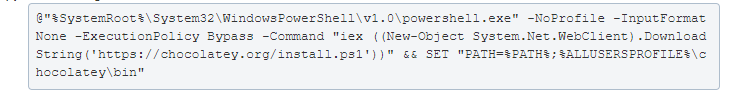 @"%SystemRoot%\System32\WindowsPowerShell\v1.0\powershell.exe" -NoProfile -InputFormat
None -ExecutionPolicy Bypass -Command "iex ((New-Object System.Net.WebClient).Download
String('https://chocolatey.org/install.ps1'))" && SET "PATH=%PATH%;%ALLUSERSPROFILE%\c
hocolatey\bin"